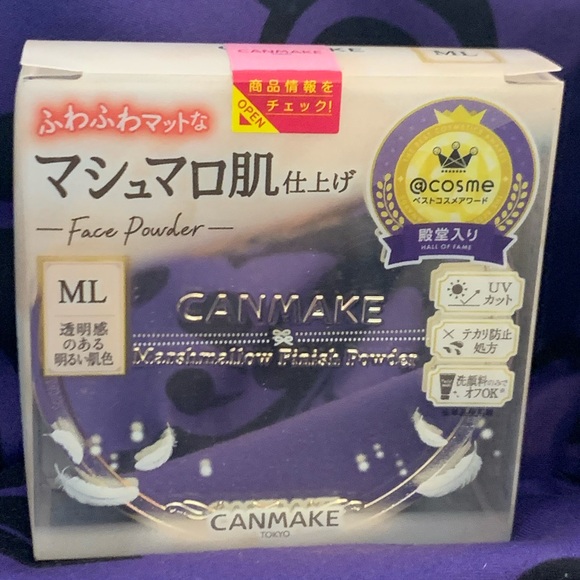 CANMAKE
ML
商品情報を
チェック!
OPEN
ふわふわマットな
マシュマロ肌仕上げ
Face Powder
@cosme
ベストコスメアワード
殿堂入り
HALL OF FAME
ML
透明感
のある
明るい肌色
UV
カット
テカリ防止
処方
洗顔料のみで
オフOK※
CANMAKE
Marshmallow Finish Powder
CANMAKE
TOKYO